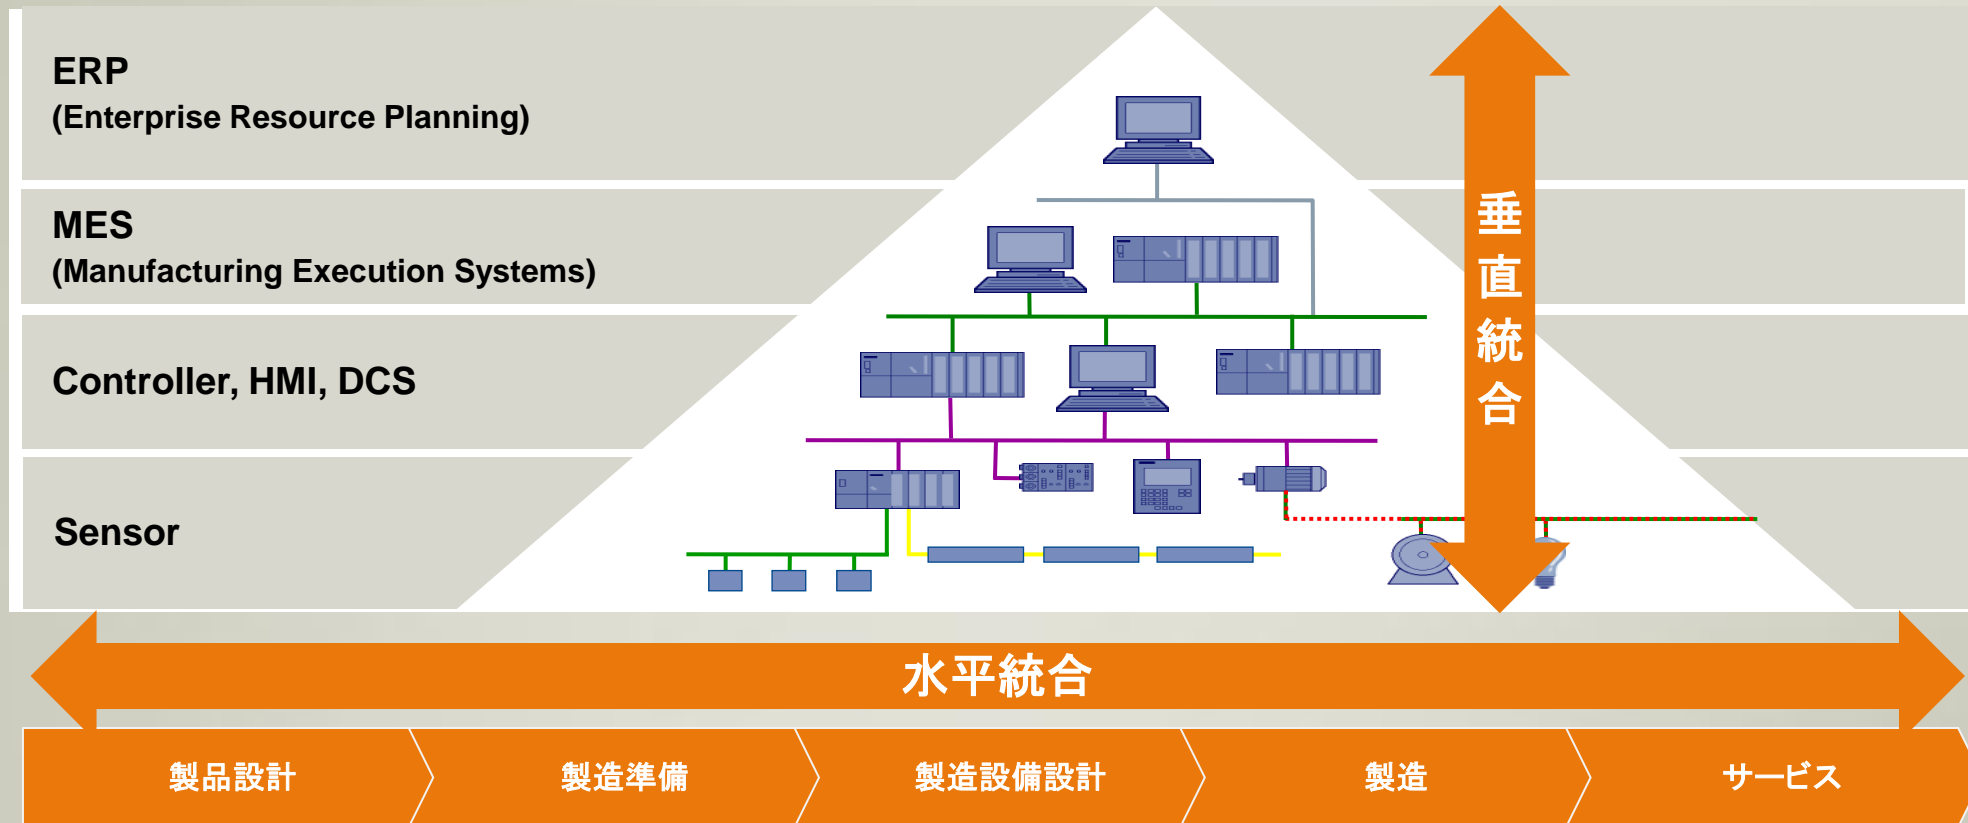 ERP
(Enterprise Resource Planning)
MES
(Manufacturing Execution Systems)
Controller, HMI, DCS
Sensor
垂直統合
水平統合
製品設計
製造準備
製造設備設計
製造
サービス